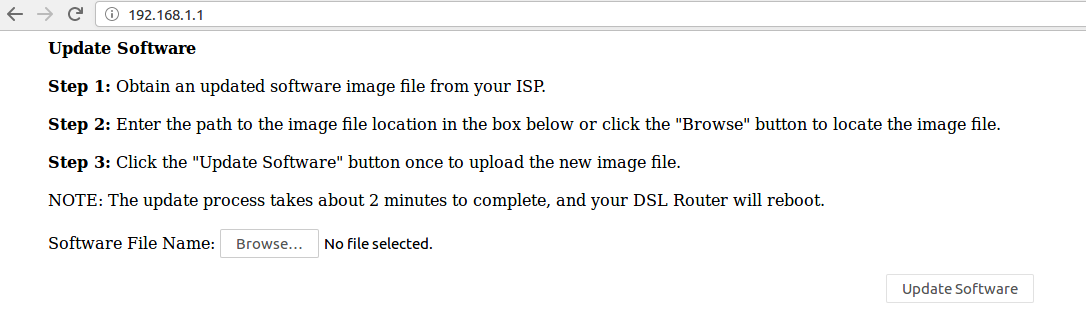 192.168.1.1
Update Software
Step 1: Obtain an updated software image file from your ISP.
Step 2: Enter the path to the image file location in the box below or click the "Browse" button to locate the image file.
Step 3: Click the "Update Software" button once to upload the new image file.
NOTE: The update process takes about 2 minutes to complete, and your DSL Router will reboot.
Software File Name: Browse... No file selected.
Update Software